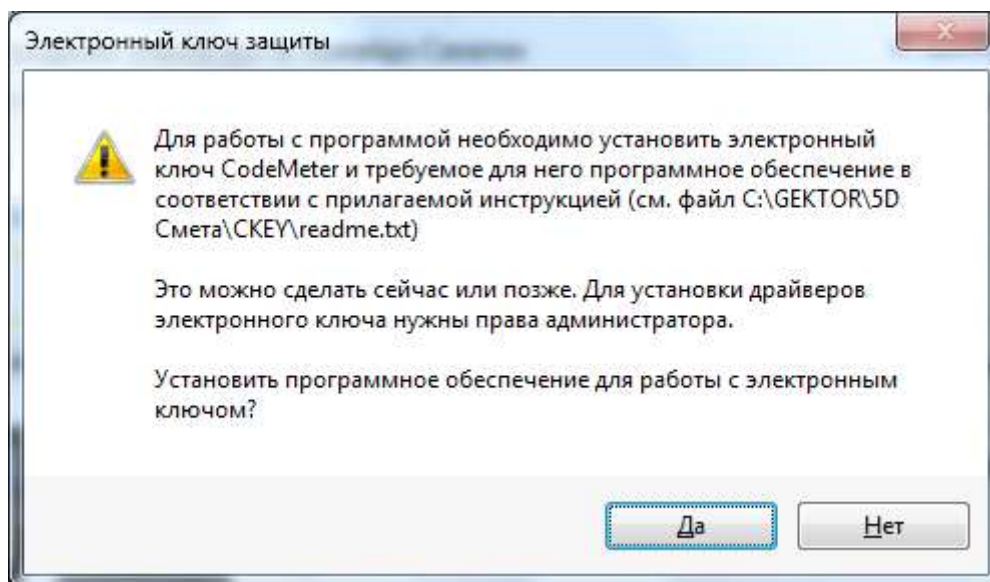 Электронный ключ защиты
Для работы с программой необходимо установить электронный
ключ CodeMeter и требуемое для него программное обеспечение в
соответствии с прилагаемой инструкцией (см. файл C:\GEKTOR\5D
Смета\CKEY\readme.txt)
Это можно сделать сейчас или позже. Для установки драйверов
электронного ключа нужны права администратора.
Установить программное обеспечение для работы с электронным
ключом?
Да
Нет